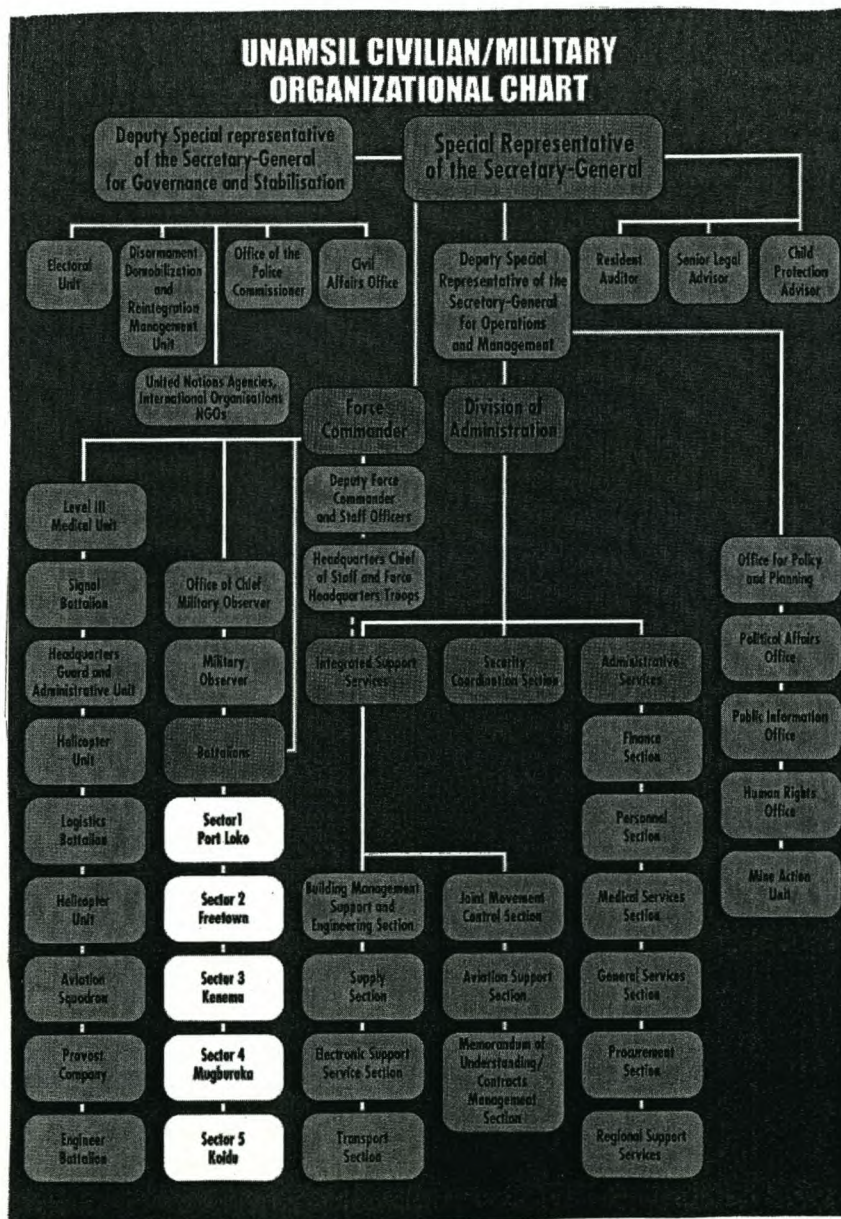 UNAMSIL CIVILIAN/MILITARY
ORGANIZATIONAL CHART
Deputy Special representative
of the Secretary-General
for Governance and Stabilisation
Special Representative
of the Secretary-General
Electoral
Unit
Disarmament
Demobilization
and
Reintegration
Management
Unit
Office of the
Police
Commissioner
Civil
Affairs Office
Deputy Special
Representative of the
Secretary-General
For Operations
and Management
Resident
Auditor
Senior Legal
Advisor
Child
Protection
Advisor
United Nations Agencies,
International Organisations
NGOs
Force
Commander
Division of
Administration
Deputy Force
Commander
and Staff Officers
Headquarters Chief
of Staff and Force
Headquarters Troops
Level III
Medical Unit
Signal
Battalion
Headquarters
Guard and
Administrative Unit
Helicopter
Unit
Logistics
Battalion
Helicopter
Unit
Aviation
Squadron
Provost
Company
Engineer
Battalion
Office of Chief
Military Observer
Military
Observer
Battalions
Sector1
Port Loko
Sector 2
Freetown
Sector 3
Kenema
Sector 4
Mugburaka
Sector 5
Koidu
Integrated Support
Services
Security
Coordination Section
Administrative
Services
Building Management
Support and
Engineering Section
Supply
Section
Electronic Support
Service Section
Transport
Section
Joint Movement
Control Section
Aviation Support
Section
Memorandum of
Understanding/
Contracts
Management
Section
Finance
Section
Personnel
Section
Medical Services
Section
General Services
Section
Procurement
Section
Regional Support
Services
Office for Policy
and Planning
Political Affairs
Office
Public Information
Office
Human Rights
Office
Mine Action
Unit